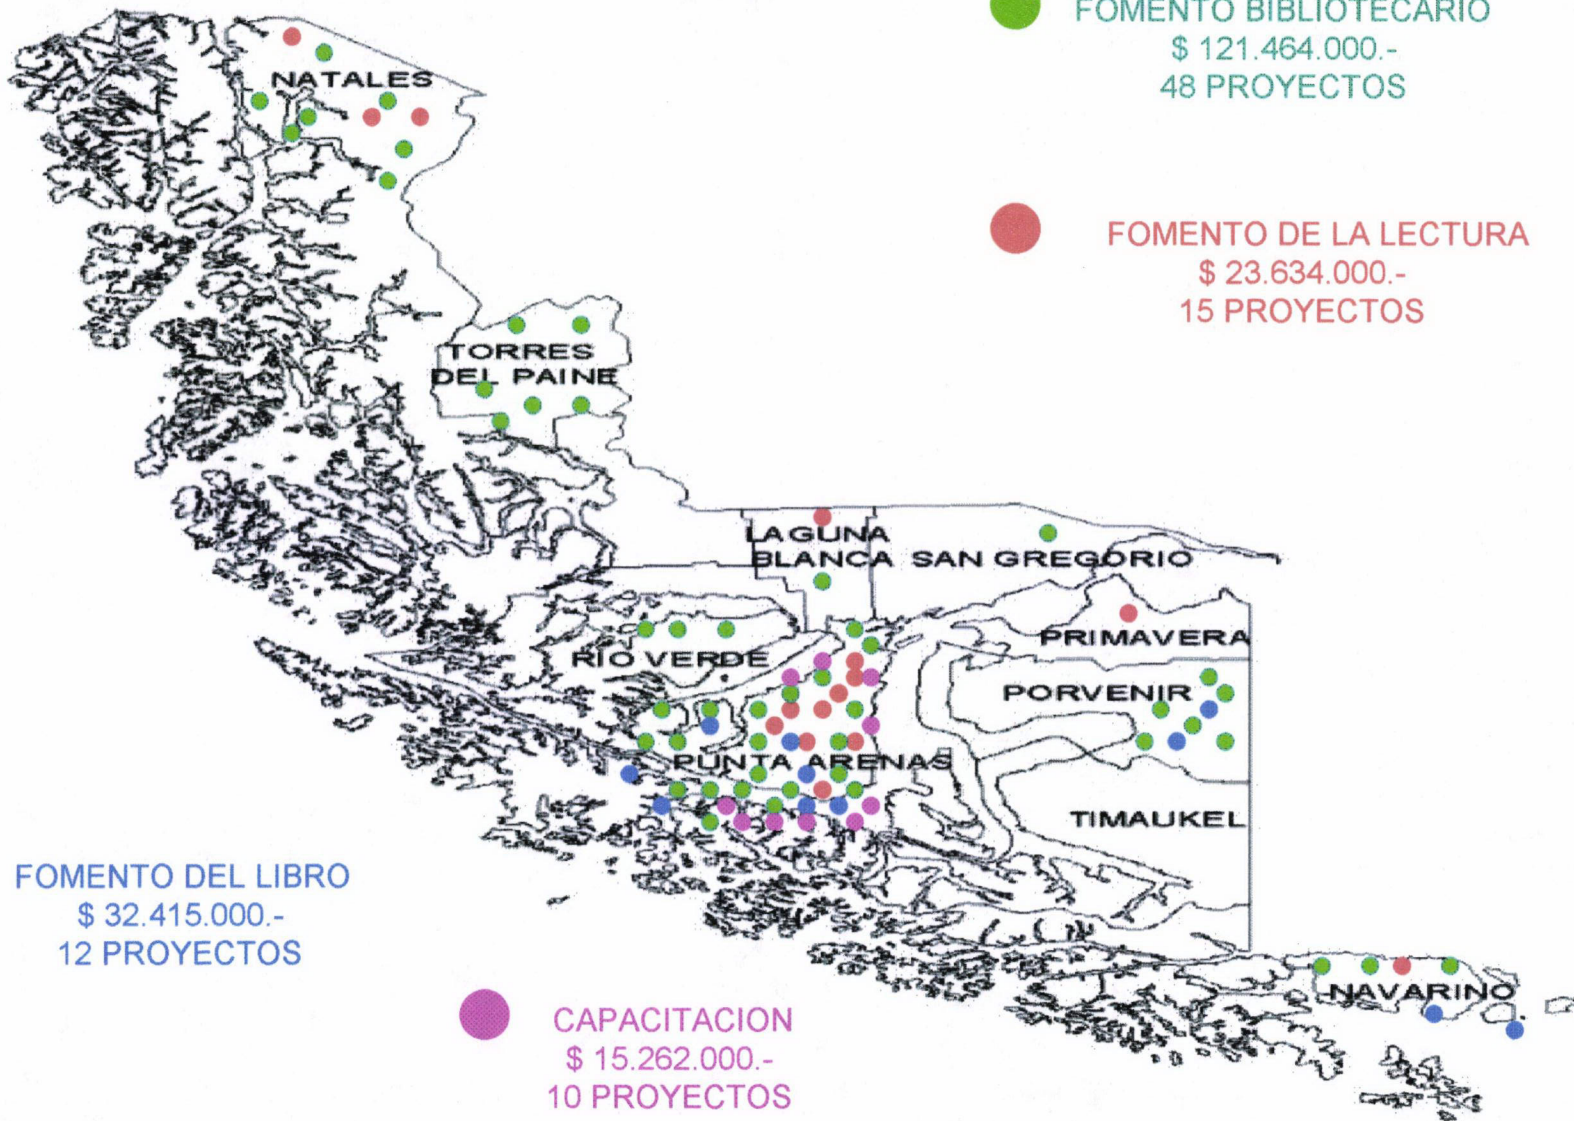 FOMENTO BIBLIOTECARIO
$ 121.464.000.-
48 PROYECTOS
NATALES
FOMENTO DE LA LECTURA
$ 23.634.000.-
15 PROYECTOS
TORRES
DEL PAINE
LAGUNA
BLANCA
SAN GREGORIO
PRIMAVERA
RIO VERDE
PORVENIR
PUNTA ARENAS
TIMAUKEL
FOMENTO DEL LIBRO
$ 32.415.000.-
12 PROYECTOS
NAVARINO
CAPACITACION
$ 15.262.000.-
10 PROYECTOS